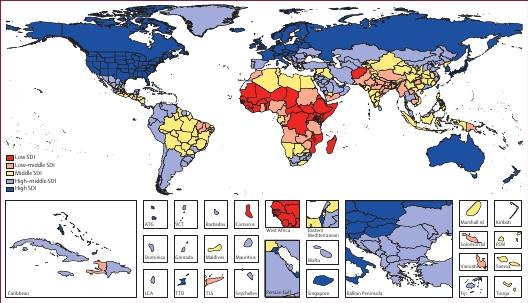 Low SDI
Low-middle SDI
Middle SDI
High-middle SDI
High SDI
Caribbean
ATG
VCT
Barbados
Comoros
West Africa
Eastern
Mediterranean
Marshall Isl
Kiribati
Dominica
Grenada
Maldives
Mauritius
Malta
Solomon Isl
FSM
LCA
TTO
TLS
Seychelles
Persian Gulf
Singapore
Balkan Peninsula
Vanuatu
Samoa
Fiji
Tonga